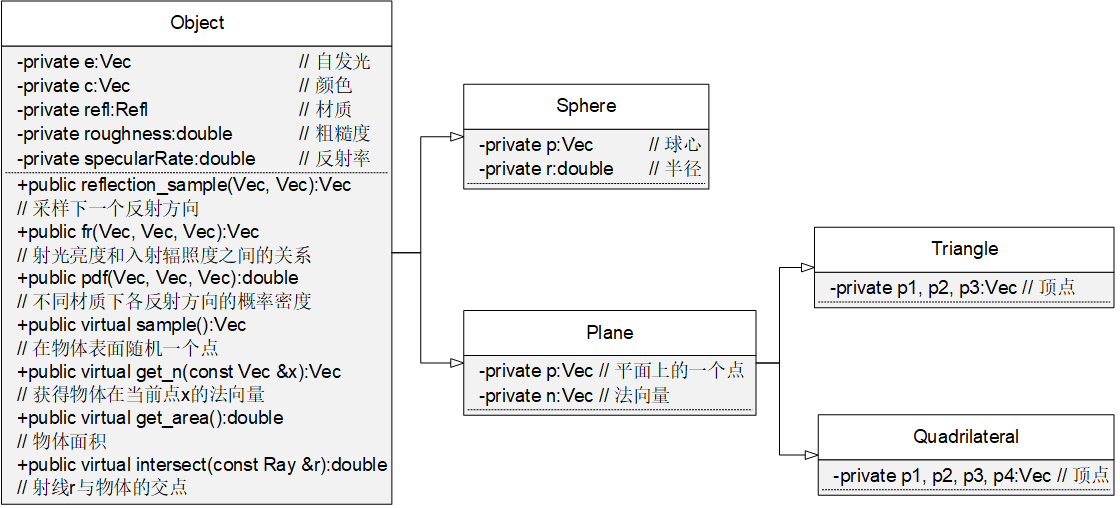 Object
-private e:Vec // 自发光
-private c:Vec // 颜色
-private refl:Refl // 材质
-private roughness:double // 粗糙度
-private specularRate:double // 反射率
+public reflection_sample(Vec, Vec):Vec
// 采样下一个反射方向
+public fr(Vec, Vec, Vec):Vec
// 射光亮度和入射辐照度之间的关系
+public pdf(Vec, Vec, Vec):double
// 不同材质下各反射方向的概率密度
+public virtual sample():Vec
// 在物体表面随机一个点
+public virtual get_n(const Vec &x):Vec
// 获得物体在当前点x的法向量
+public virtual get_area():double
// 物体面积
+public virtual intersect(const Ray &r):double
// 射线r与物体的交点
Sphere
-private p:Vec // 球心
-private r:double // 半径
Plane
-private p:Vec // 平面上的一个点
-private n:Vec // 法向量
Triangle
-private p1, p2, p3:Vec // 顶点
Quadrilateral
-private p1, p2, p3, p4:Vec // 顶点